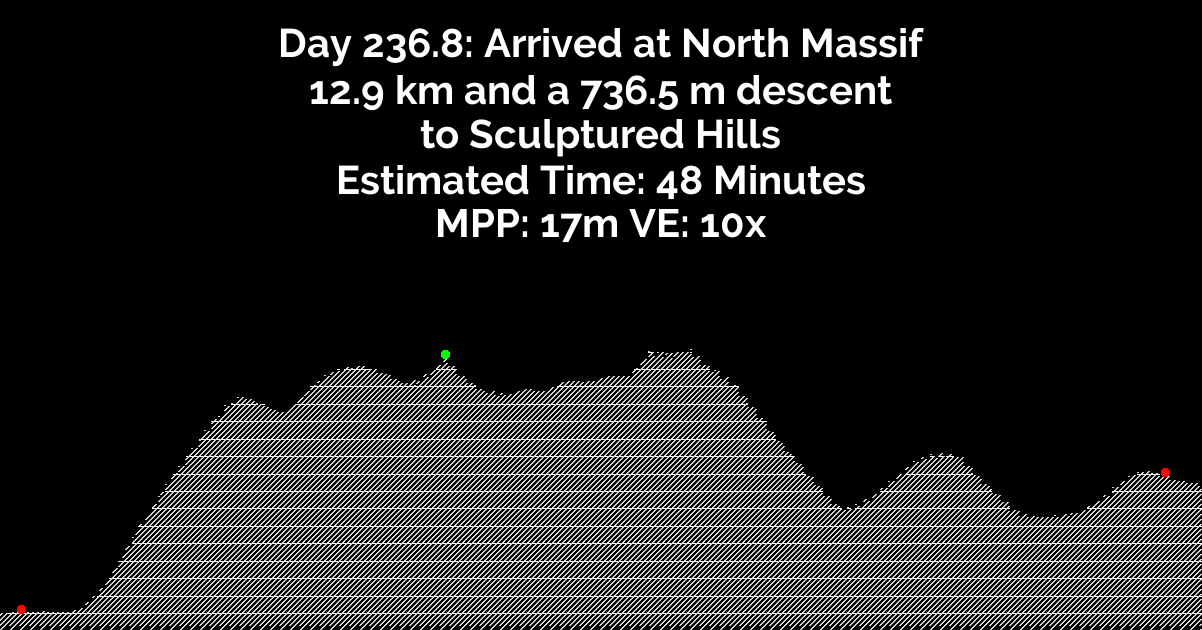 Day 236.8: Arrived at North Massif
12.9 km and a 736.5 m descent
to Sculptured Hills
Estimated Time: 48 Minutes
MPP: 17m VE: 10x